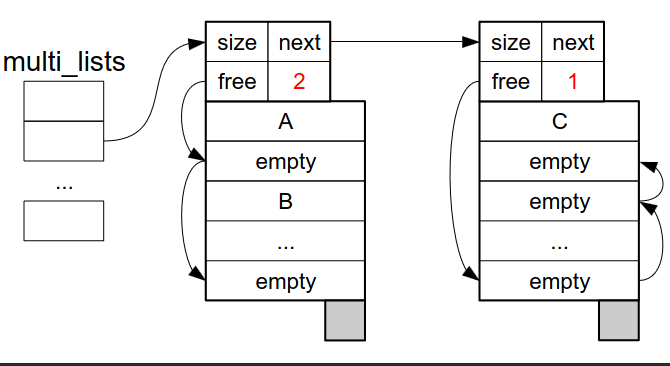 multi_lists
...
size next
free 2
A
empty
B
...
empty
size next
free 1
C
empty
empty
...
empty